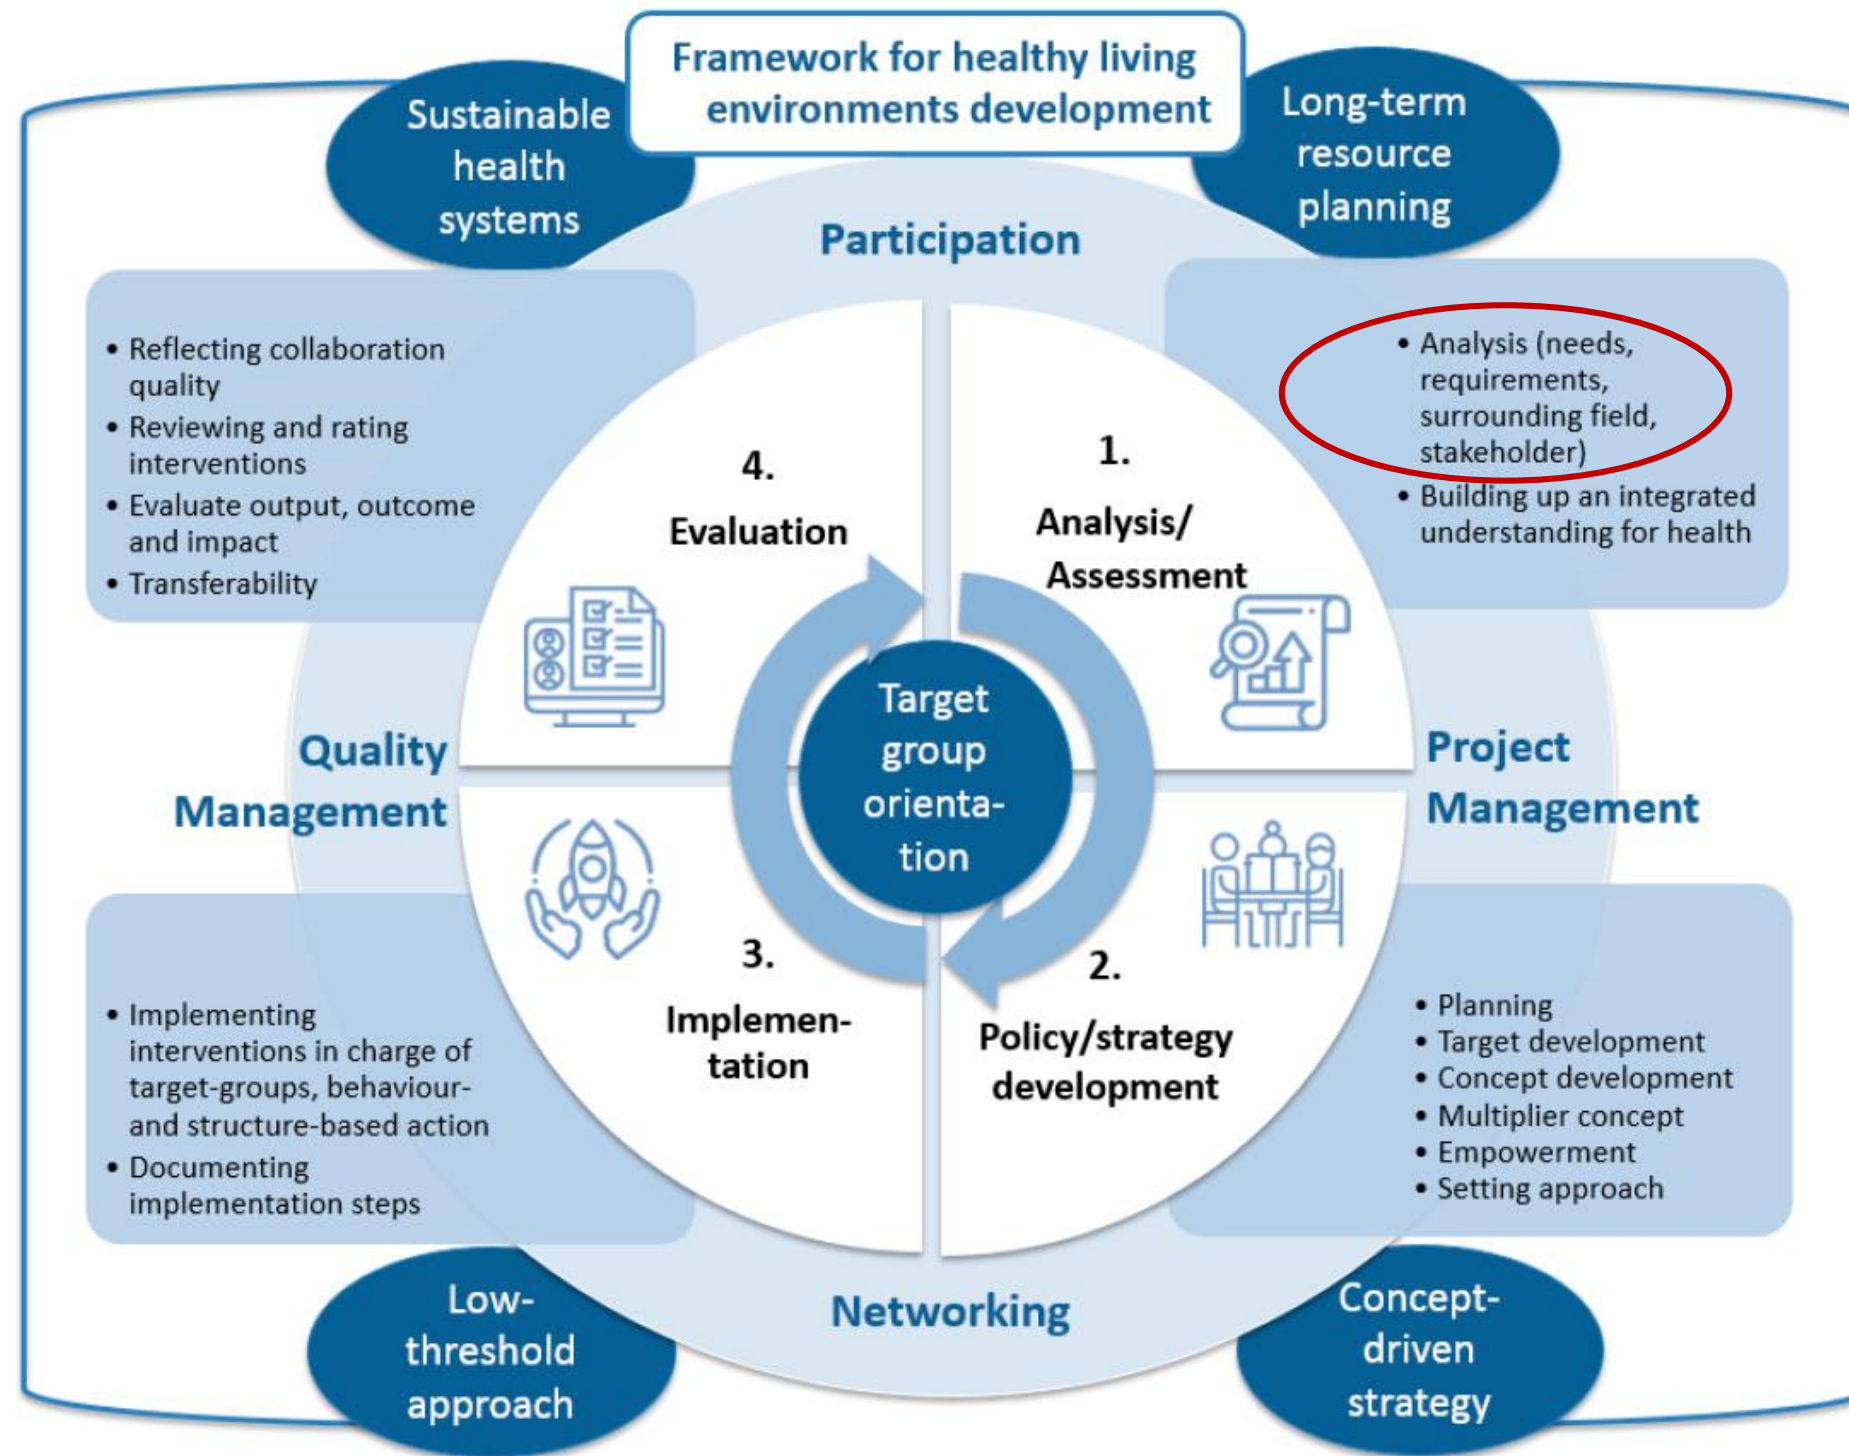 Framework for healthy living
environments development
Sustainable
health
systems
Long-term
resource
planning
Participation
• Reflecting collaboration
quality
• Reviewing and rating
interventions
• Evaluate output, outcome
and impact
• Transferability
• Analysis (needs,
requirements,
surrounding field,
stakeholder)
• Building up an integrated
understanding for health
4.
Evaluation
1.
Analysis/
Assessment
Target
group
orienta-
tion
Quality
Management
Project
Management
3.
Implemen-
tation
2.
Policy/strategy
development
• Implementing
interventions in charge of
target-groups, behaviour-
and structure-based action
• Documenting
implementation steps
• Planning
• Target development
• Concept development
• Multiplier concept
• Empowerment
• Setting approach
Networking
Low-
threshold
approach
Concept-
driven
strategy